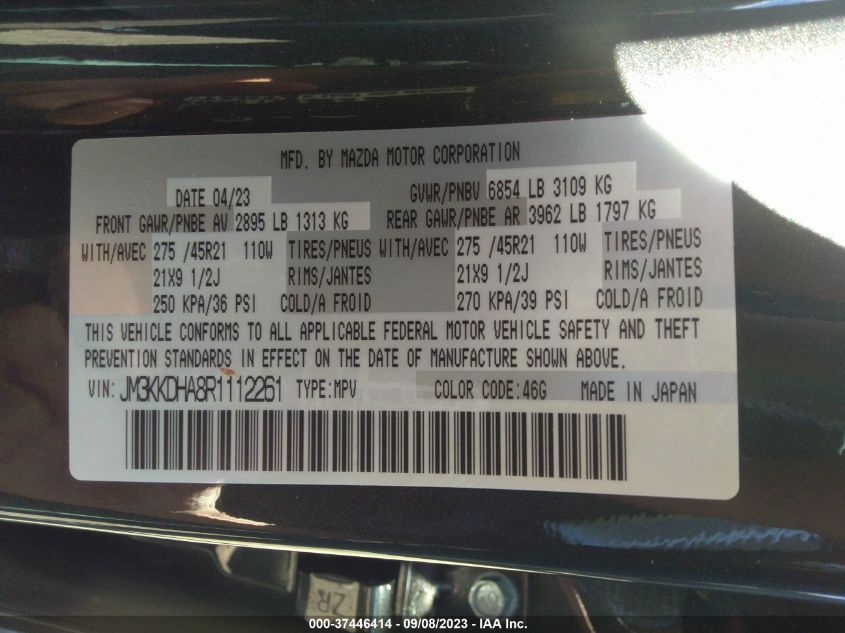 MFD. BY MAZDA MOTOR CORPORATION
DATE 04/23 GVWR/PNBV 6854 LB 3109 KG
FRONT GAWR/PNBE AV 2895 LB 1313 KG REAR GAWR/PNBE AR 3962 LB 1797 KG
WITH/AVEC 275 /45R21 110W TIRES/PNEUS WITH/AVEC 275 /45R21 110W TIRES/PNEUS
21X9 1/2J RIMS/JANTES 21X9 1/2J RIMS/JANTES
250 KPA/36 PSI COLD/A FROID 270 KPA/39 PSI COLD/A FROID
THIS VEHICLE CONFORMS TO ALL APPLICABLE FEDERAL MOTOR VEHICLE SAFETY AND THEFT
PREVENTION STANDARDS IN EFFECT ON THE DATE OF MANUFACTURE SHOWN ABOVE.
VIN: JM3KKDHA8R1112261 TYPE:MPV COLOR CODE:46G MADE IN JAPAN
ZR
000-37446414 - 09/08/2023 - IAA Inc.